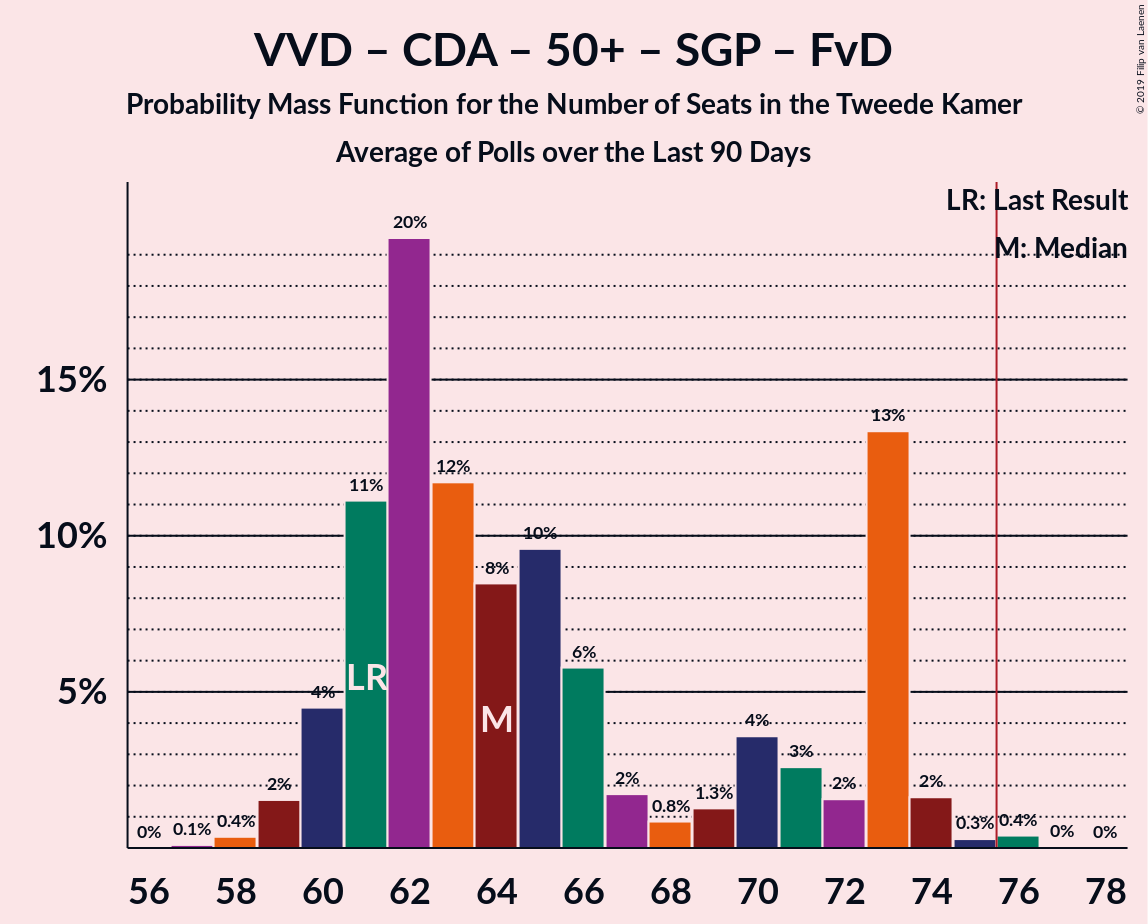 VVD – CDA – 50+ – SGP – FvD
Probability Mass Function for the Number of Seats in the Tweede Kamer
Average of Polls over the Last 90 Days
© 2019 Filip van Laenen
LR: Last Result
M: Median
15%
10%
5%
0%
0.1%
0.4%
2%
4%
11%
20%
12%
8%
10%
6%
2%
0.8%
1.3%
4%
3%
2%
13%
2%
0.3%
0.4%
0%
0%
LR
M
56 58 60 62 64 66 68 70 72 74 76 78